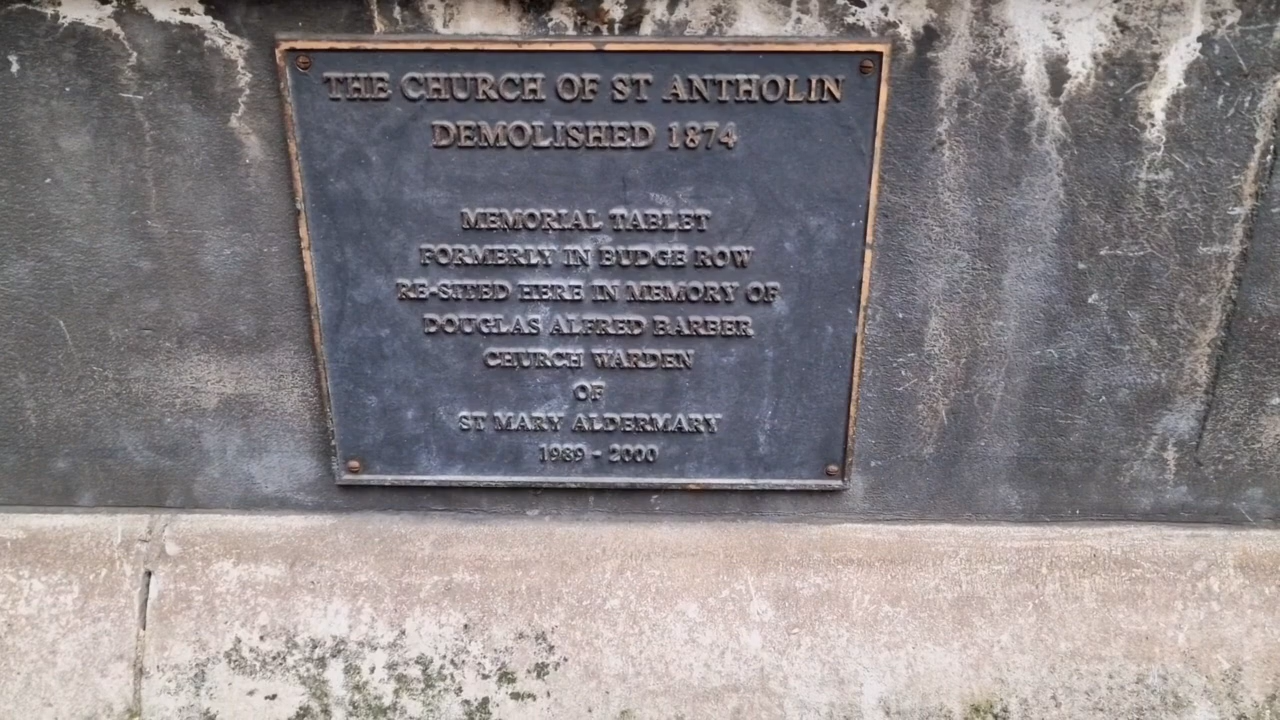 THE CHURCH OF ST ANTHOLIN
DEMOLISHED 1874
MEMORIAL TABLET
FORMERLY IN BUDGE ROW
RE-SITED HERE IN MEMORY OF
DOUGLAS ALFRED BARBER
CHURCH WARDEN
OF
ST MARY ALDERMARY
1989 - 2000